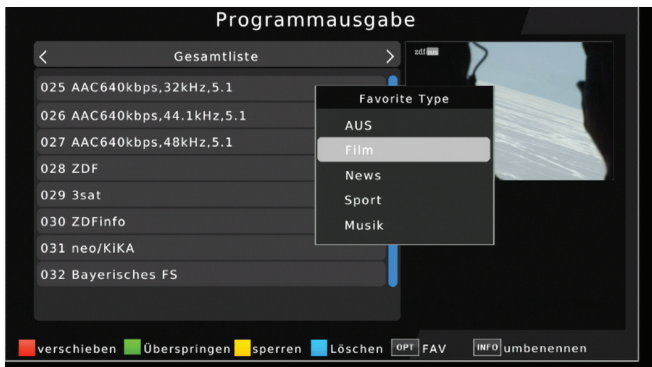 Programmausgabe
Gesamtliste
025 AAC640kbps,32kHz,5.1
026 AAC640kbps,44.1kHz,5.1
027 AAC640kbps,48kHz,5.1
028 ZDF
029 3sat
030 ZDFinfo
031 neo/KiKA
032 Bayerisches FS
zdf
Favorite Type
AUS
Film
News
Sport
Musik
verschieben Überspringen sperren Löschen OPT FAV INFO umbenennen